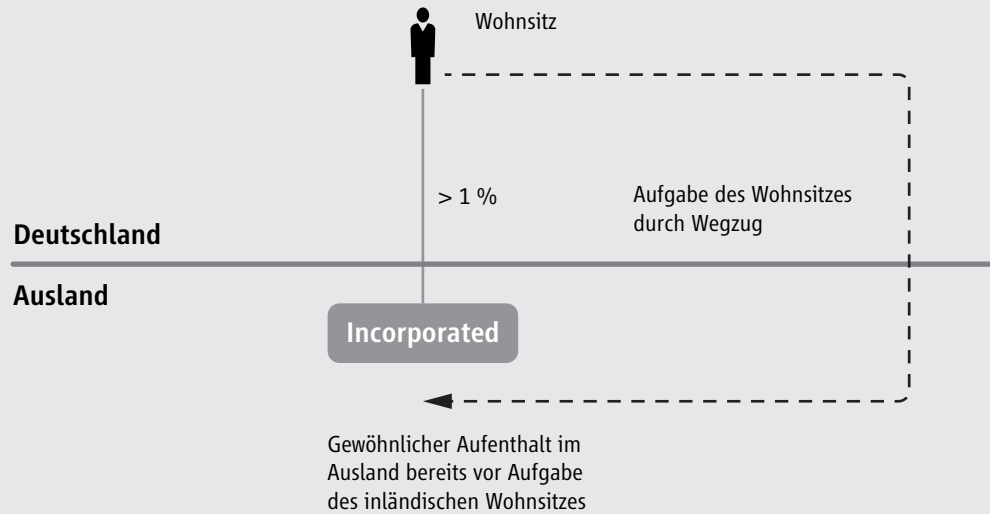 Wohnsitz
> 1 %
Aufgabe des Wohnsitzes
durch Wegzug
Deutschland
Ausland
Incorporated
Gewöhnlicher Aufenthalt im
Ausland bereits vor Aufgabe
des inländischen Wohnsitzes